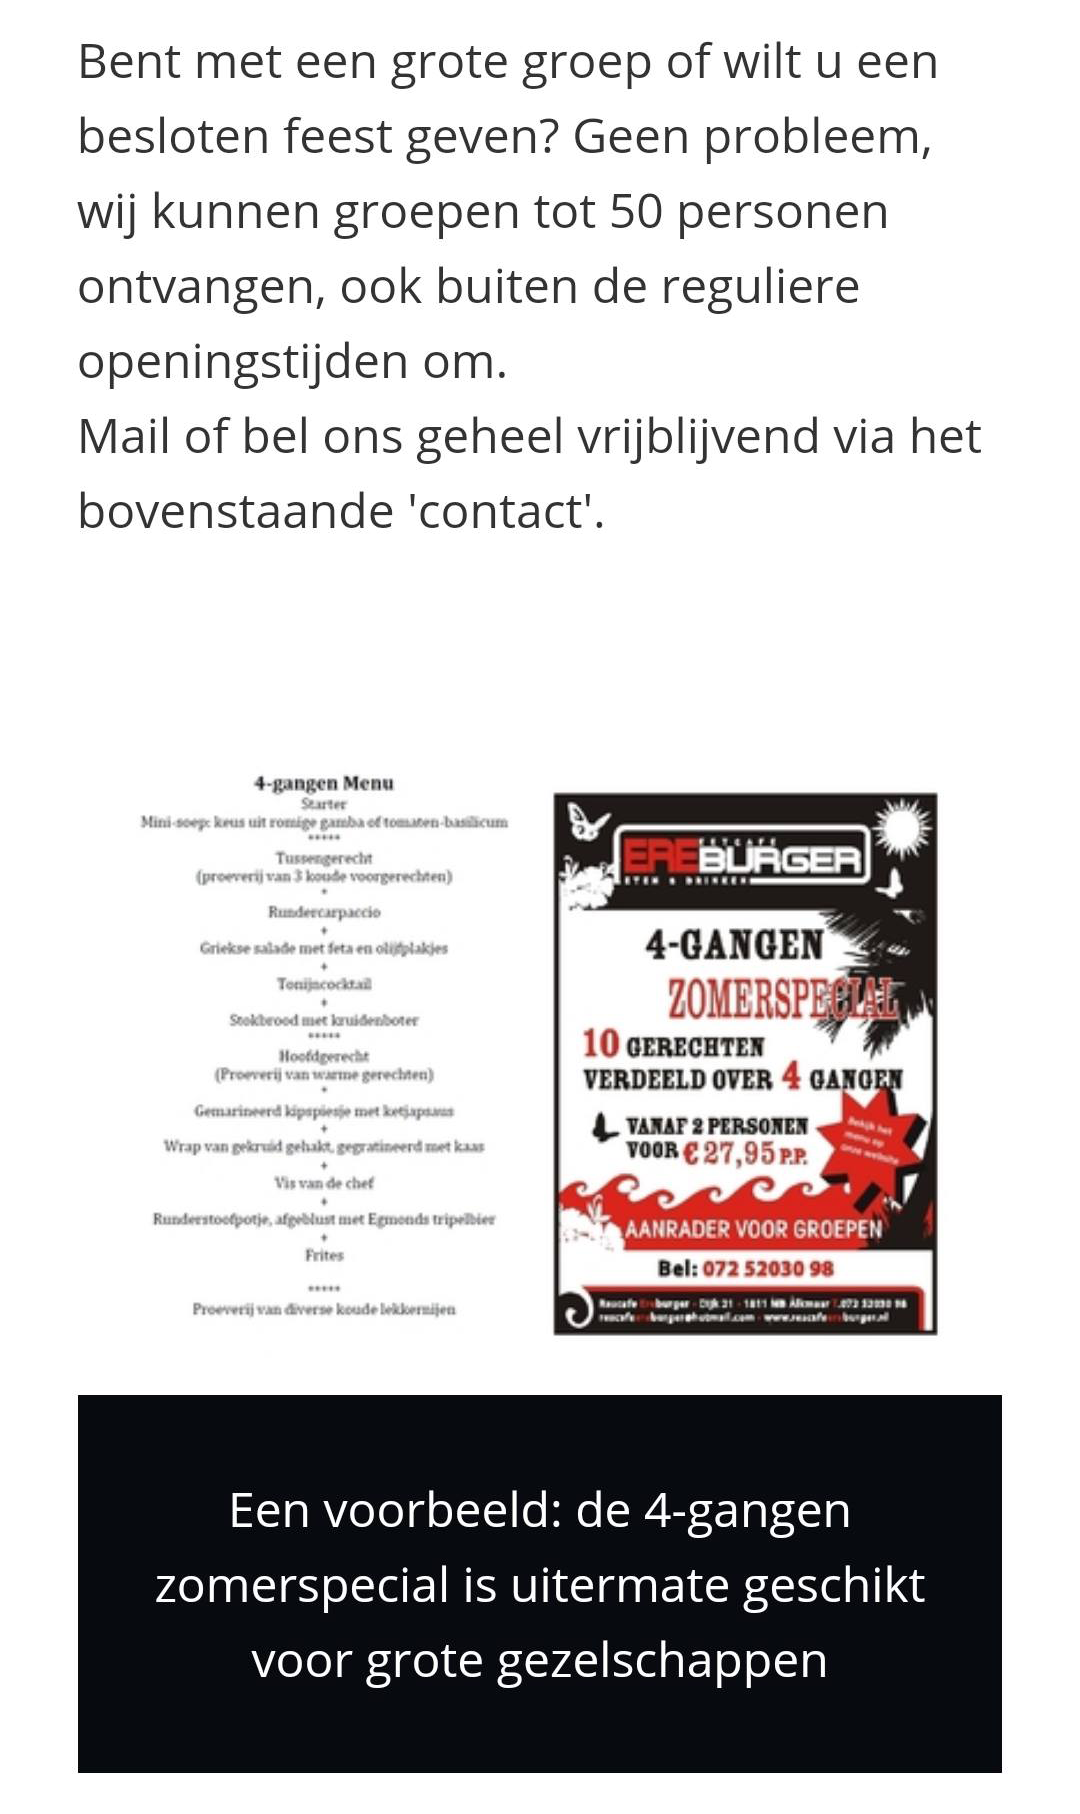 Bent met een grote groep of wilt u een
besloten feest geven? Geen probleem,
wij kunnen groepen tot 50 personen
ontvangen, ook buiten de reguliere
openingstijden om.
Mail of bel ons geheel vrijblijvend via het
bovenstaande 'contact'.
4-gangen Menu
Starter
Mini-soep: keus uit romige gamba of tomaten-basilicum
*****
Tussengerecht
(proeverij van 3 koude voorgerechten)
*
Rundercarpaccio
+
Griekse salade met feta en olijfplakjes
+
Tonijncocktail
+
Stokbrood met kruidenboter
*****
Hoofdgerecht
(Proeverij van warme gerechten)
*
Gemarineerd kipspiesje met ketjapsaus
+
Wrap van gekruid gehakt, gegratineerd met kaas
+
Vis van de chef
+
Runderstoofpotje, afgeblust met Egmonds tripelbier
+
Frites
*****
Proeverij van diverse koude lekkernijen
EETCAFE
EREBURGER
ETEN & DRINKEN
4-GANGEN
ZOMERSPECIAL
10 GERECHTEN
VERDEELD OVER 4 GANGEN
VANAF 2 PERSONEN
VOOR € 27,95 P.P.
Bekijk het
menu op
onze website
AANRADER VOOR GROEPEN
Bel: 072 52030 98
Ereburger - Dijk 21 - 1811 MB Alkmaar T.072 52030 98
Een voorbeeld: de 4-gangen
zomerspecial is uitermate geschikt
voor grote gezelschappen